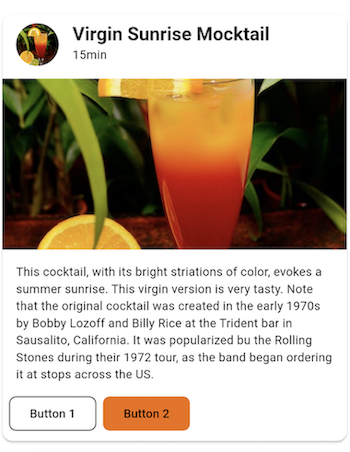 Virgin Sunrise Mocktail
15min
This cocktail, with its bright striations of color, evokes a
summer sunrise. This virgin version is very tasty. Note
that the original cocktail was created in the early 1970s
by Bobby Lozoff and Billy Rice at the Trident bar in
Sausalito, California. It was popularized bu the Rolling
Stones during their 1972 tour, as the band began ordering
it at stops across the US.
Button 1
Button 2